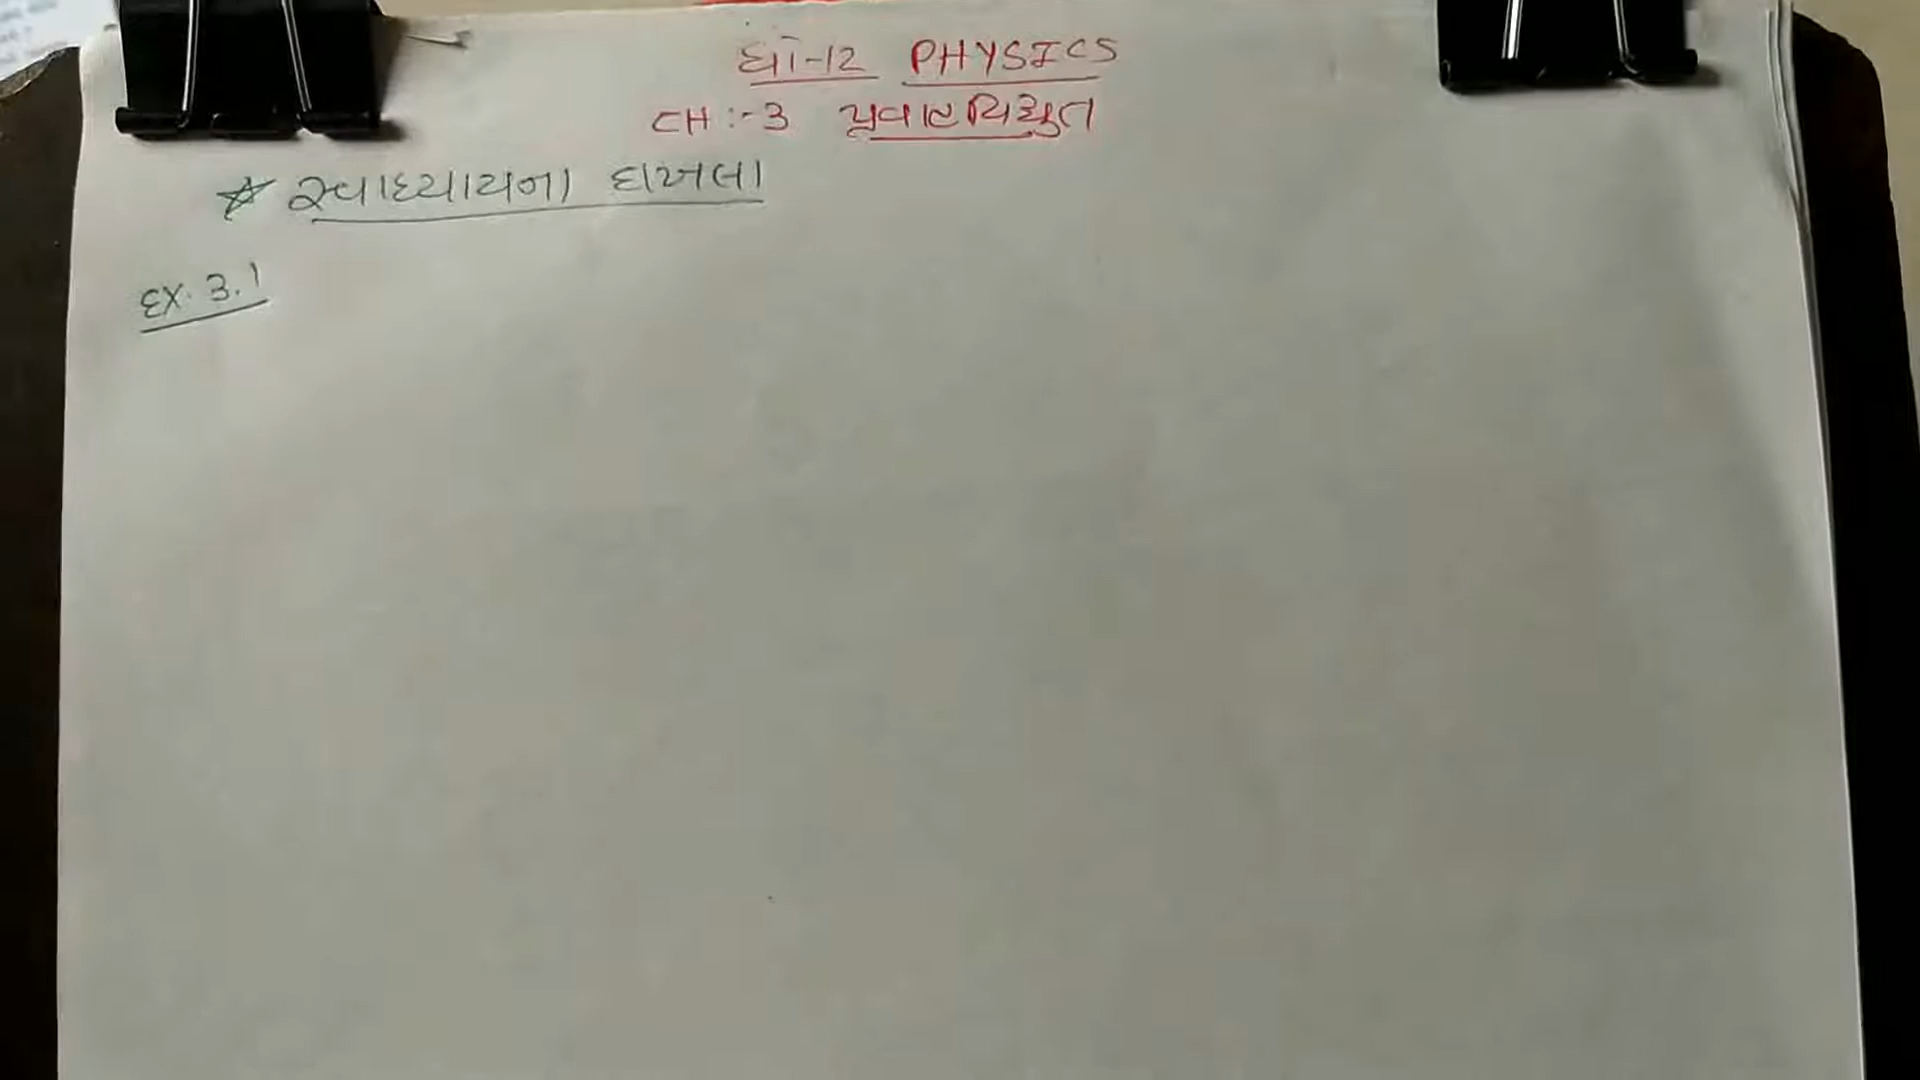 ધો-12 PHYSICS
CH :- 3 પ્રવાહ વિદ્યુત
☆ સ્વાધ્યાયના દાખલા
EX. 3.1